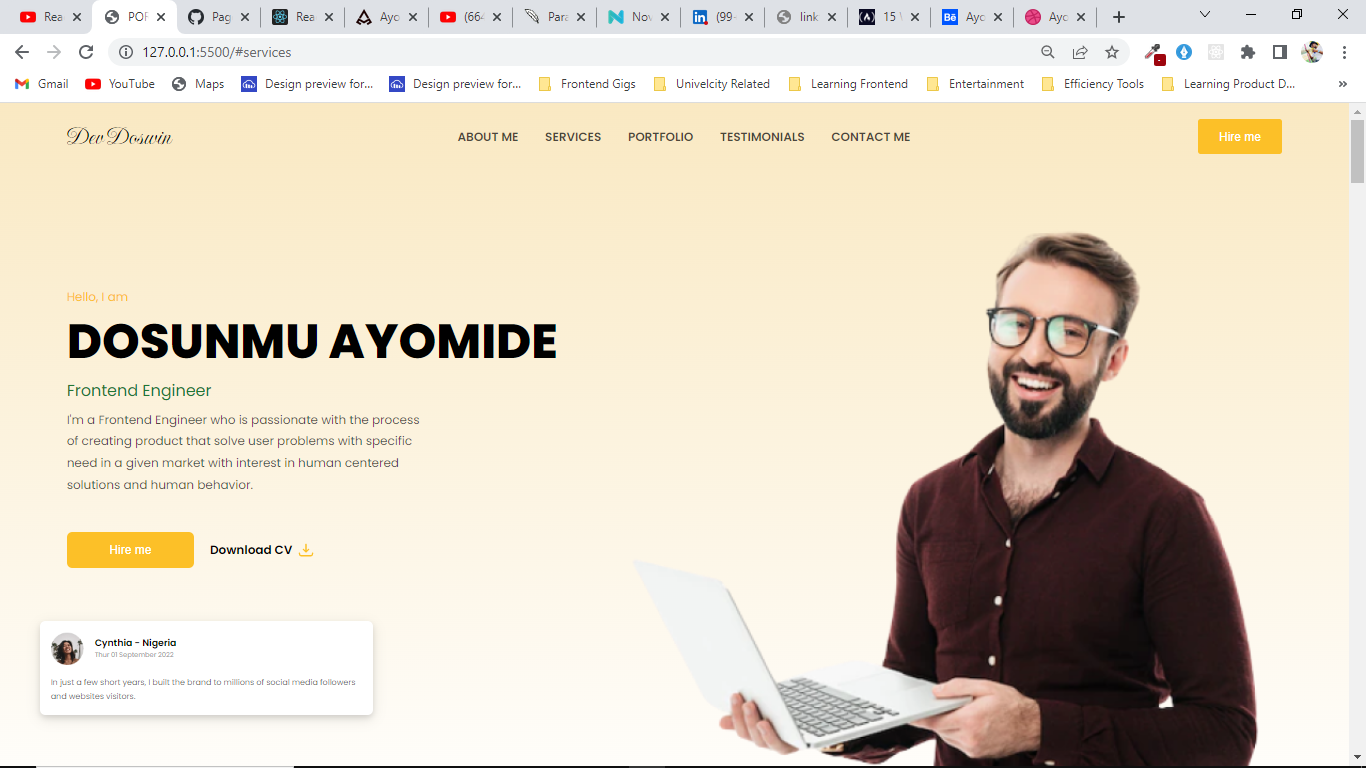 Rea
POF
Pag
Rea
Ayo
(664
Para
Nov
(99+
link
15
Ayo
Ayo
127.0.0.1:5500/#services
Gmail
YouTube
Maps
Design preview for...
Design preview for...
Frontend Gigs
Univelcity Related
Learning Frontend
Entertainment
Efficiency Tools
Learning Product D...
»
Dev Doswin
ABOUT ME
SERVICES
PORTFOLIO
TESTIMONIALS
CONTACT ME
Hire me
Hello, I am
DOSUNMU AYOMIDE
Frontend Engineer
I'm a Frontend Engineer who is passionate with the process
of creating product that solve user problems with specific
need in a given market with interest in human centered
solutions and human behavior.
Hire me
Download CV
Cynthia - Nigeria
Thur 01 September 2022
In just a few short years, I built the brand to millions of social media followers
and websites visitors.